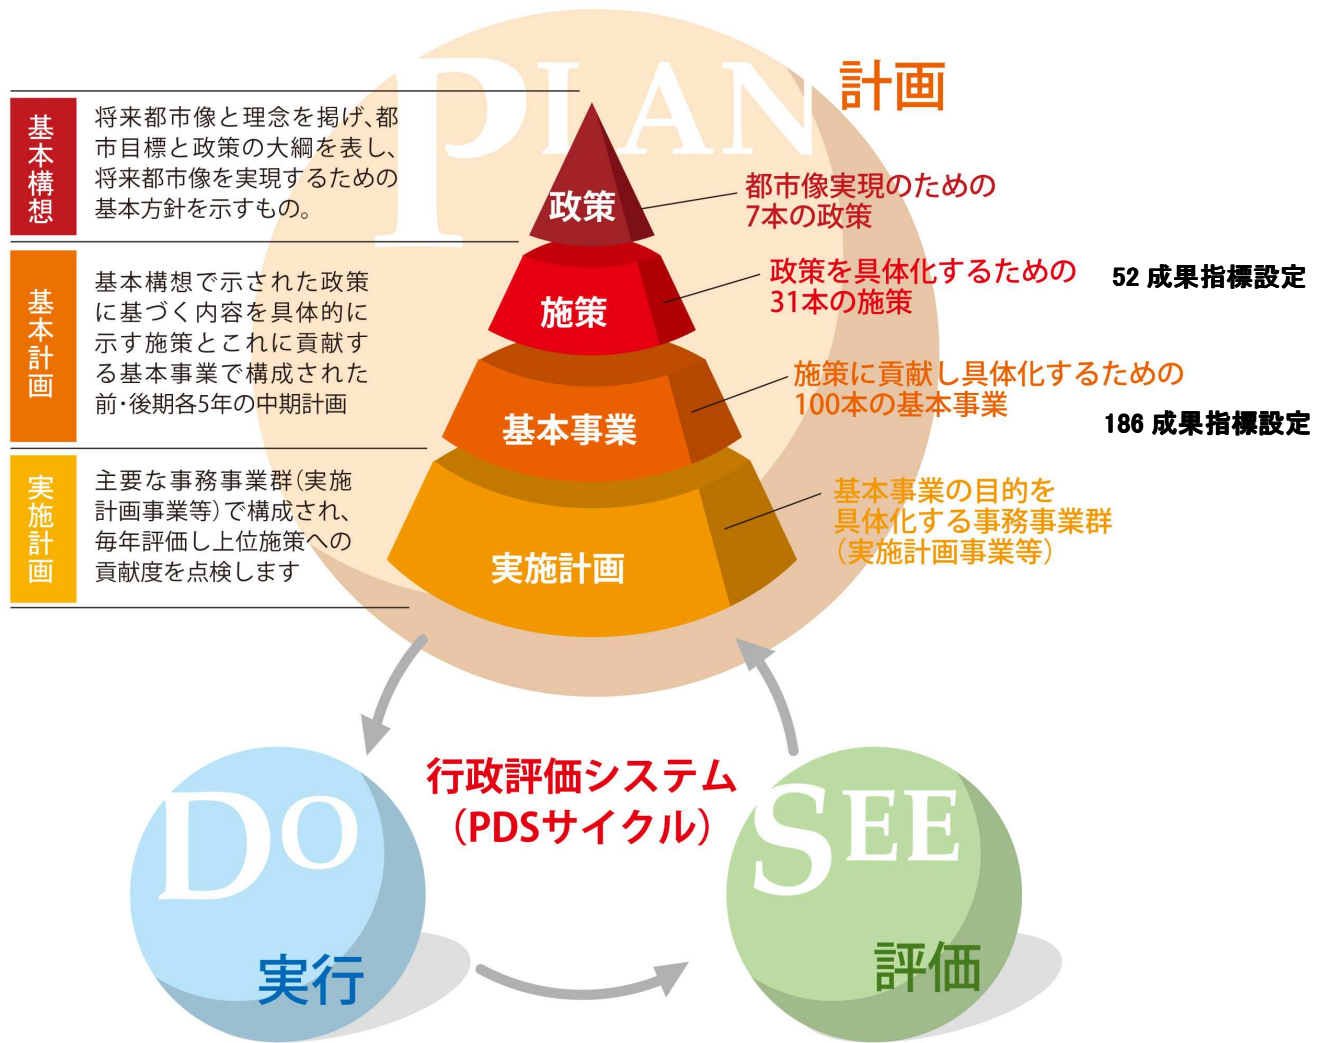 PLAN
計画
基本構想
将来都市像と理念を掲げ、都
市目標と政策の大綱を表し、
将来都市像を実現するための
基本方針を示すもの。
政策
都市像実現のための
7本の政策
基本計画
基本構想で示された政策
に基づく内容を具体的に
示す施策とこれに貢献す
る基本事業で構成された
前・後期各5年の中期計画
施策
政策を具体化するための
31本の施策
52 成果指標設定
基本事業
施策に貢献し具体化するための
100本の基本事業
186 成果指標設定
実施計画
主要な事務事業群(実施
計画事業等)で構成され、
毎年評価し上位施策への
貢献度を点検します
実施計画
基本事業の目的を
具体化する事務事業群
(実施計画事業等)
行政評価システム
(PDSサイクル)
DO
実行
SEE
評価